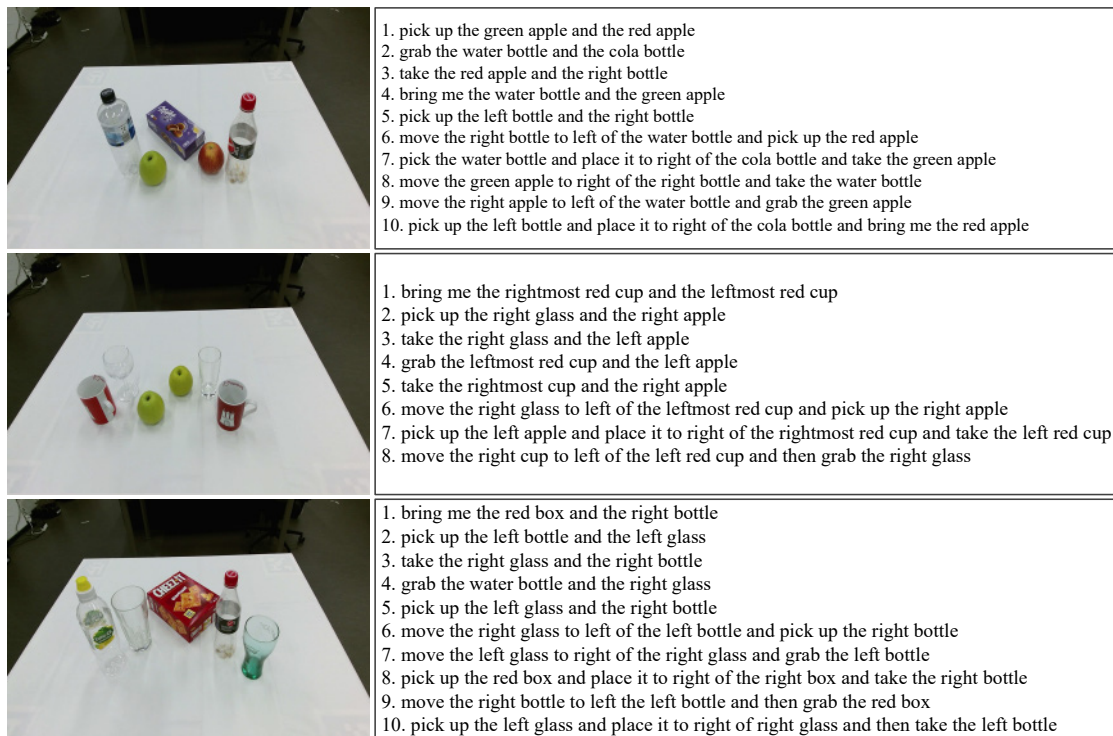 1. pick up the green apple and the red apple
2. grab the water bottle and the cola bottle
3. take the red apple and the right bottle
4. bring me the water bottle and the green apple
5. pick up the left bottle and the right bottle
6. move the right bottle to left of the water bottle and pick up the red apple
7. pick the water bottle and place it to right of the cola bottle and take the green apple
8. move the green apple to right of the right bottle and take the water bottle
9. move the right apple to left of the water bottle and grab the green apple
10. pick up the left bottle and place it to right of the cola bottle and bring me the red apple
Milka
1. bring me the rightmost red cup and the leftmost red cup
2. pick up the right glass and the right apple
3. take the right glass and the left apple
4. grab the leftmost red cup and the left apple
5. take the rightmost cup and the right apple
6. move the right glass to left of the leftmost red cup and pick up the right apple
7. pick up the left apple and place it to right of the rightmost red cup and take the left red cup
8. move the right cup to left of the left red cup and then grab the right glass
1. bring me the red box and the right bottle
2. pick up the left bottle and the left glass
3. take the right glass and the right bottle
4. grab the water bottle and the right glass
5. pick up the left glass and the right bottle
6. move the right glass to left of the left bottle and pick up the right bottle
7. move the left glass to right of the right glass and grab the left bottle
8. pick up the red box and place it to right of the right box and take the right bottle
9. move the right bottle to left the left bottle and then grab the red box
10. pick up the left glass and place it to right of right glass and then take the left bottle
CHEEZ-IT